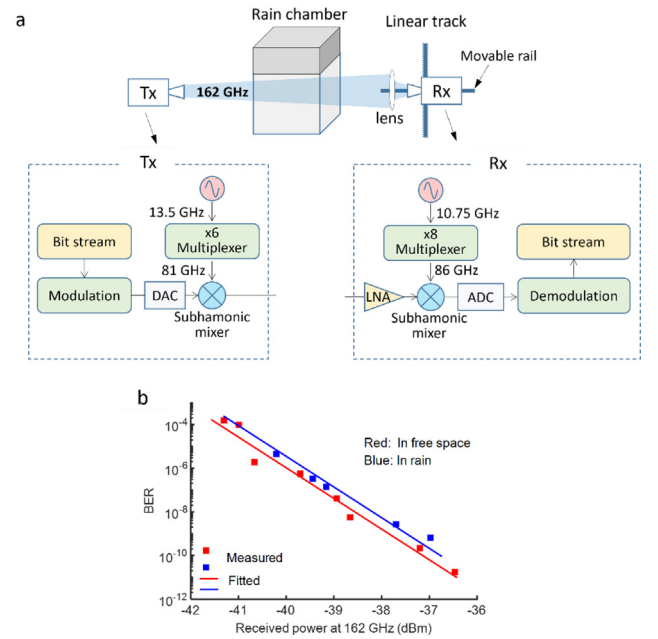 a
Rain chamber
Linear track
Movable rail
Tx
162 GHz
Rx
lens
Tx
Rx
13.5 GHz
10.75 GHz
Bit stream
x6
Multiplexer
x8
Multiplexer
Bit stream
81 GHz
86 GHz
Modulation
DAC
LNA
ADC
Demodulation
Subhamonic
mixer
Subhamonic
mixer
b
10-4
10-6
10-8
10-10
10-12
BER
Red: In free space
Blue: In rain
Measured
Fitted
-42 -41 -40 -39 -38 -37 -36
Received power at 162 GHz (dBm)